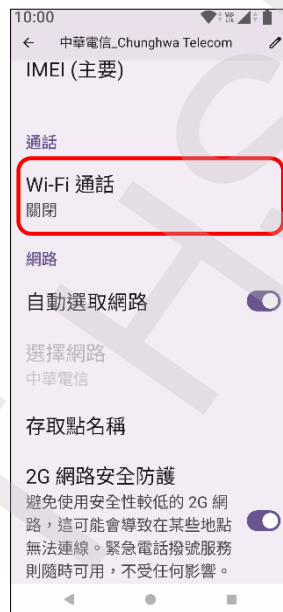 10:00
中華電信_Chunghwa Telecom
IMEI (主要)
通話
Wi-Fi 通話
關閉
網路
自動選取網路
選擇網路
中華電信
存取點名稱
2G 網路安全防護
避免使用安全性較低的 2G 網
路，這可能會導致在某些地點
無法連線。緊急電話撥號服務
則隨時可用，不受任何影響。